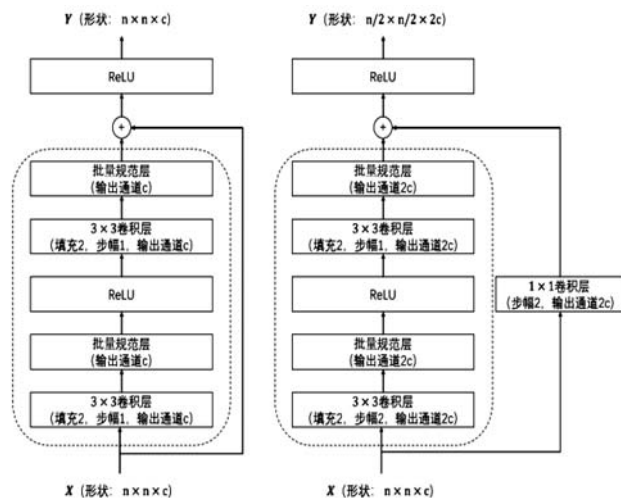 Y (形状: n × n × c)
ReLU
+
批量规范层
(输出通道c)
3 × 3卷积层
(填充2, 步幅1, 输出通道c)
ReLU
批量规范层
(输出通道c)
3 × 3卷积层
(填充2, 步幅1, 输出通道c)
X (形状: n × n × c)
Y (形状: n/2 × n/2 × 2c)
ReLU
+
批量规范层
(输出通道2c)
3 × 3卷积层
(填充2, 步幅1, 输出通道2c)
ReLU
批量规范层
(输出通道2c)
3 × 3卷积层
(填充2, 步幅2, 输出通道2c)
1 × 1卷积层
(步幅2, 输出通道2c)
X (形状: n × n × c)